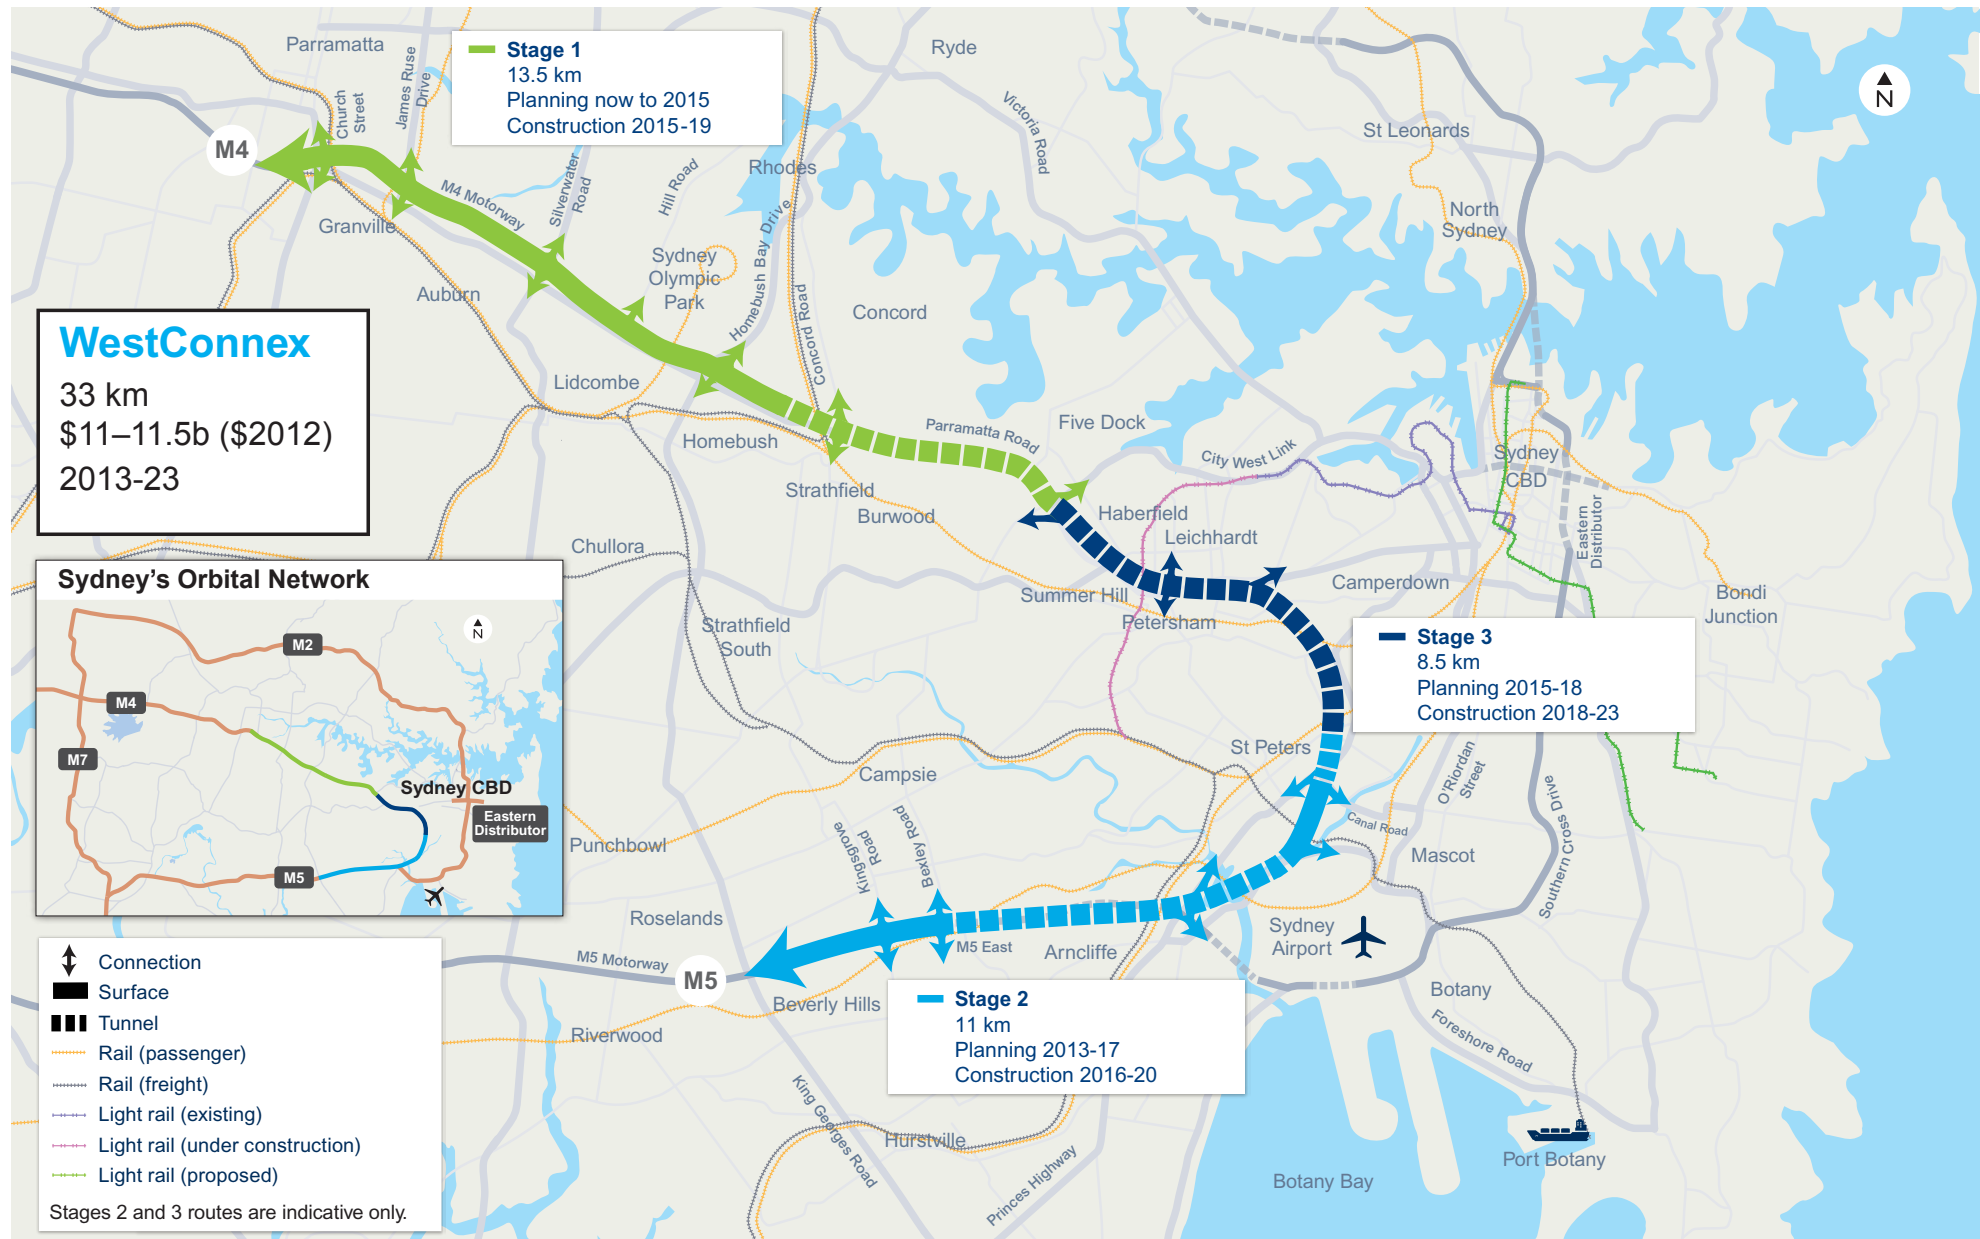 Parramatta
Church
Street
James Ruse
Drive
Stage 1
13.5 km
Planning now to 2015
Construction 2015-19
Ryde
Victoria Road
St Leonards
N
M4
M4 Motorway
Silverwater
Road
Hill Road
Rhodes
Granville
North
Sydney
Auburn
Sydney
Olympic
Park
Homebush Bay Drive
Concord Road
Concord
WestConnex
33 km
$11–11.5b ($2012)
2013-23
Lidcombe
Homebush
Parramatta Road
Five Dock
City West Link
Sydney
CBD
Strathfield
Burwood
Haberfield
Leichhardt
Eastern
Distributor
Chullora
Summer Hill
Petersham
Camperdown
Bondi
Junction
Strathfield
South
Sydney's Orbital Network
N
M2
M4
M7
Sydney CBD
Eastern
Distributor
M5
Stage 3
8.5 km
Planning 2015-18
Construction 2018-23
St Peters
O'Riordan
Street
Campsie
Canal Road
Southern Cross Drive
Punchbowl
Kingsgrove
Road
Bexley Road
Mascot
Roselands
M5 Motorway
M5
M5 East
Arncliffe
Sydney
Airport
Beverly Hills
Riverwood
Stage 2
11 km
Planning 2013-17
Construction 2016-20
Botany
Foreshore Road
King Georges Road
Hurstville
Princes Highway
Botany Bay
Port Botany
Connection
Surface
Tunnel
Rail (passenger)
Rail (freight)
Light rail (existing)
Light rail (under construction)
Light rail (proposed)
Stages 2 and 3 routes are indicative only.